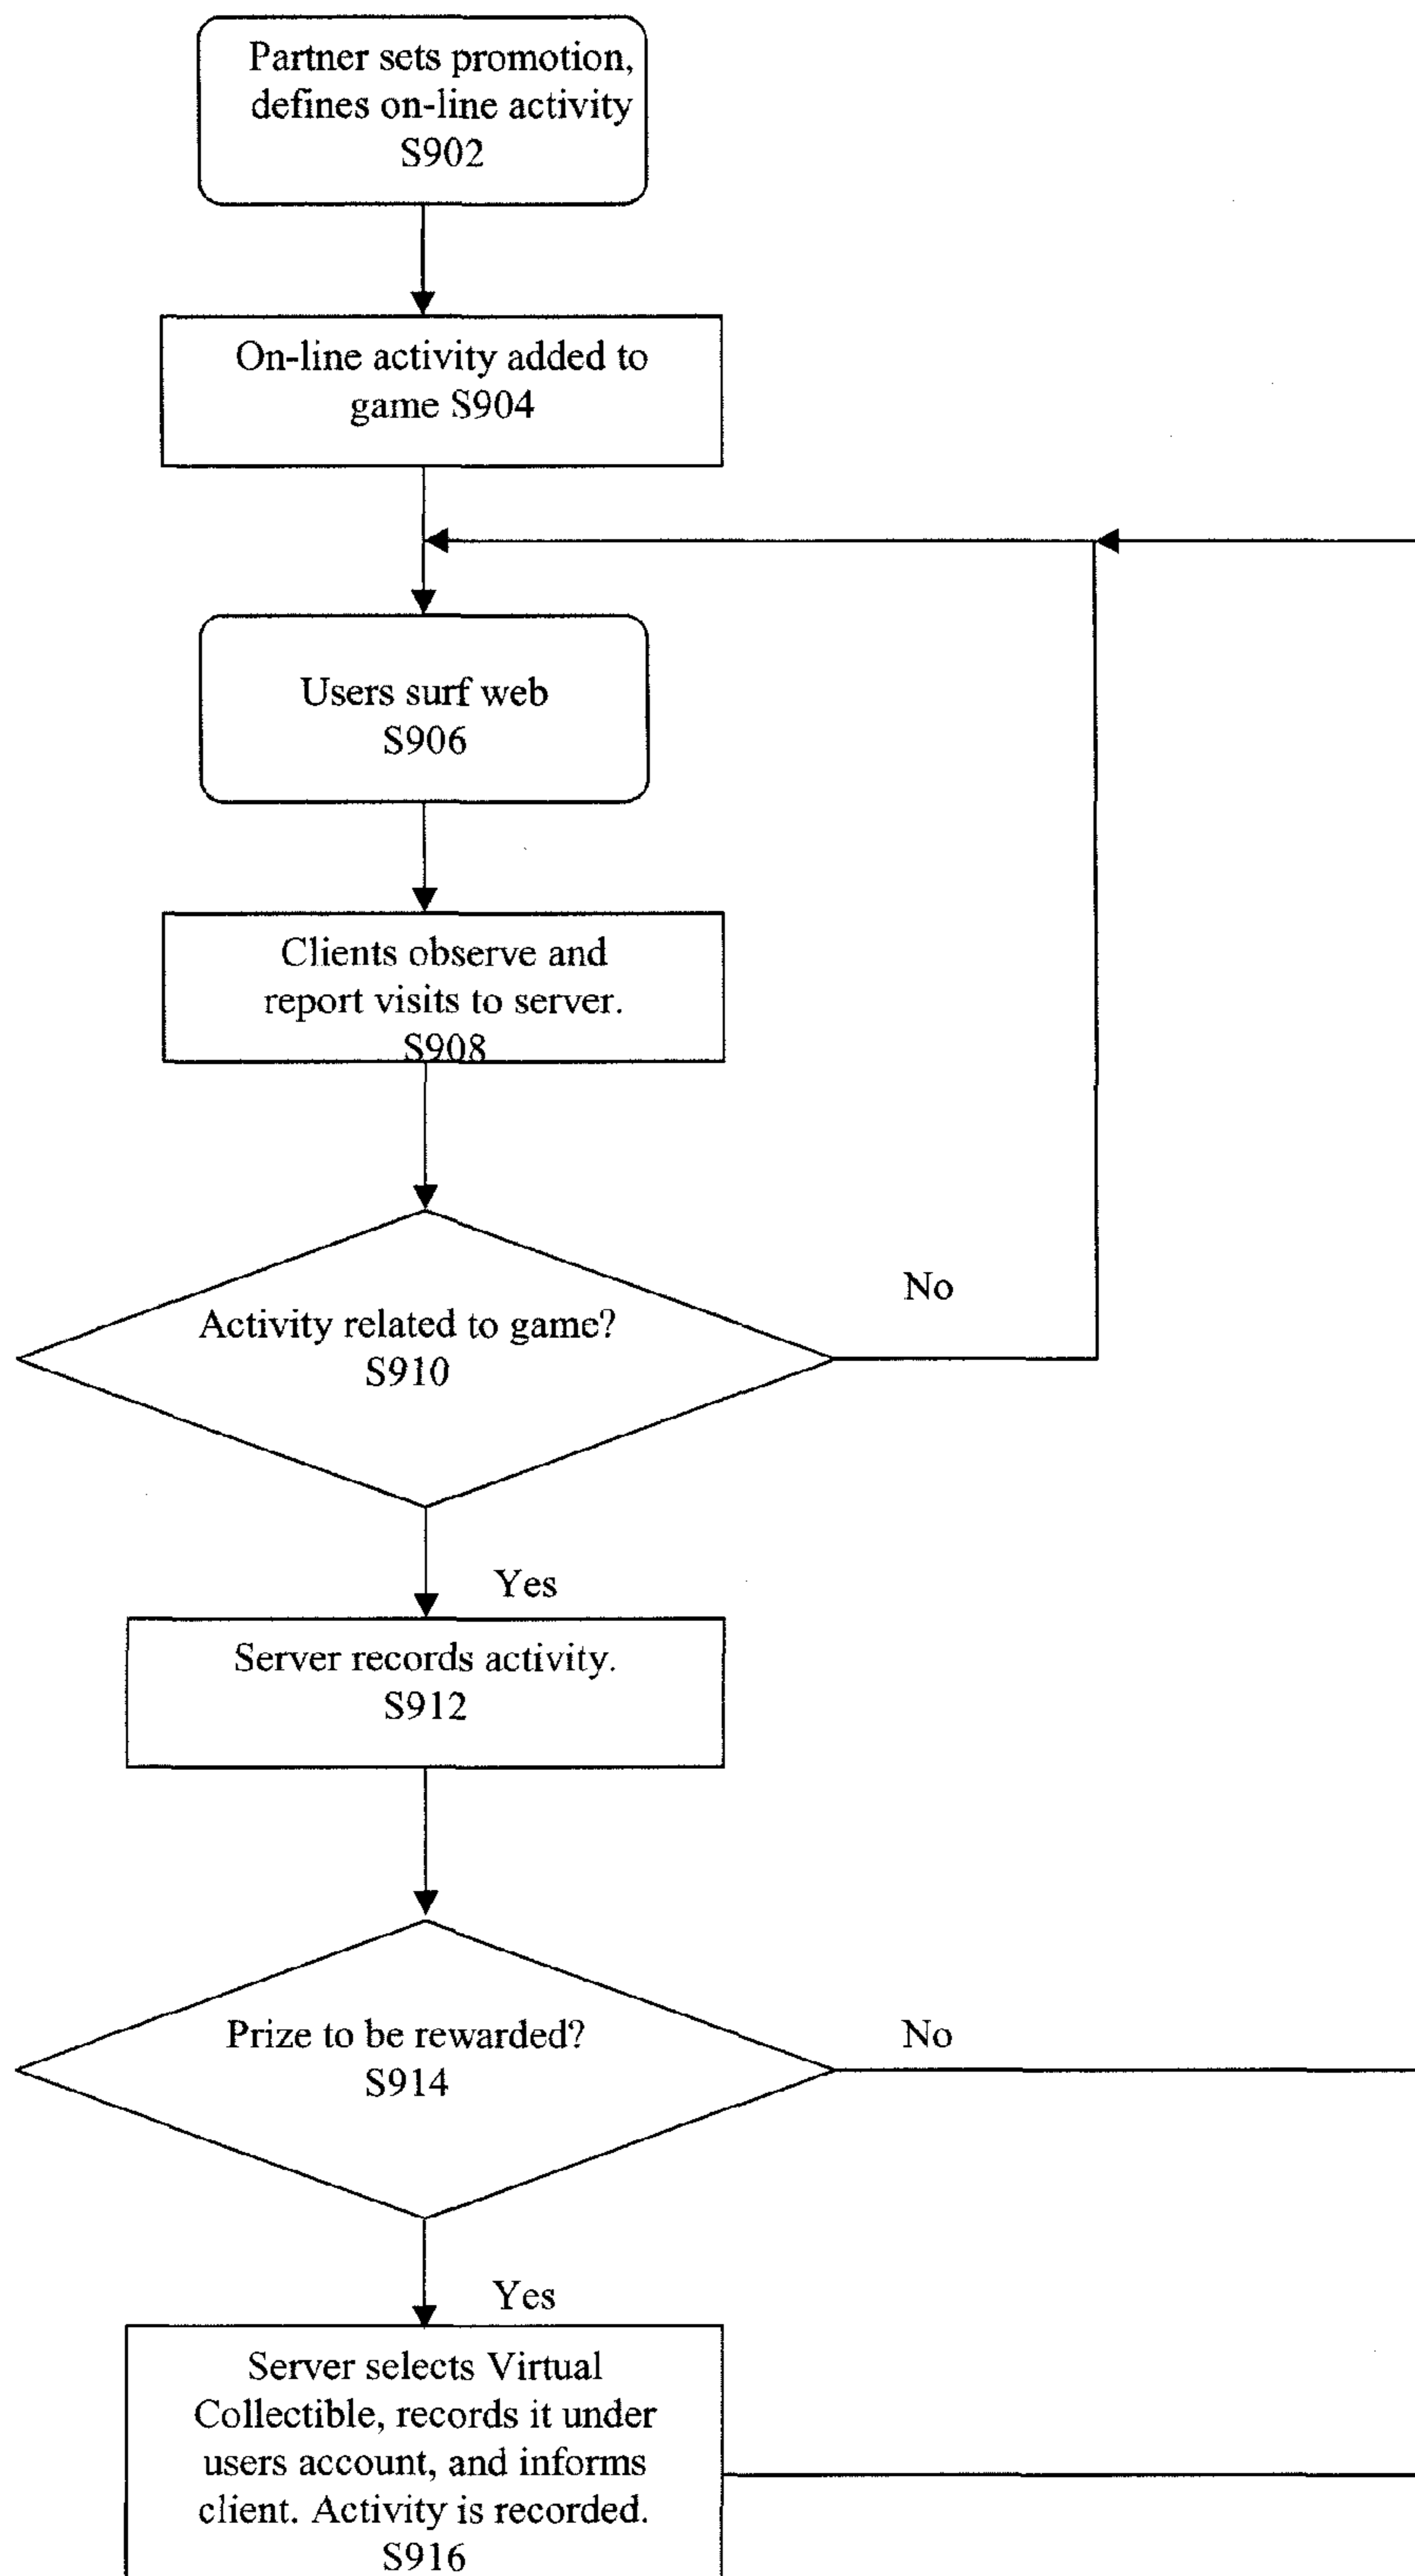 Partner sets promotion,
defines on-line activity
S902
On-line activity added to
game S904
Users surf web
S906
Clients observe and
report visits to server.
S908
Activity related to game?
S910
No
Yes
Server records activity.
S912
Prize to be rewarded?
S914
No
Yes
Server selects Virtual
Collectible, records it under
users account, and informs
client. Activity is recorded.
S916